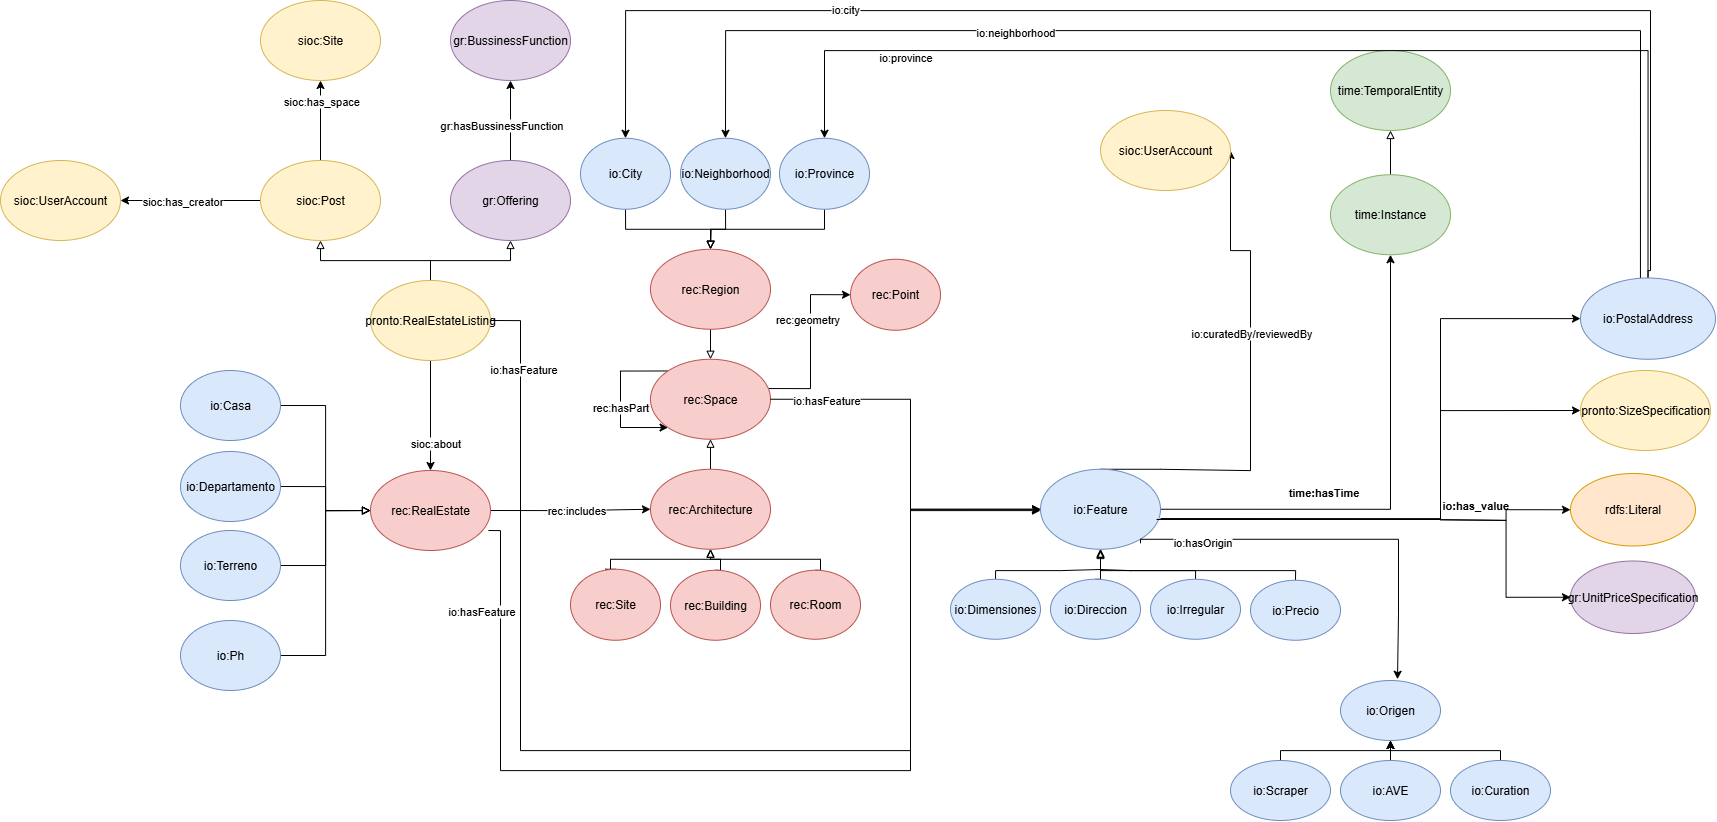 io:city
sioc:Site
gr:BussinessFunction
io:neighborhood
io:province
time:TemporalEntity
sioc:has_space
gr:hasBussinessFunction
sioc:UserAccount
io:City
io:Neighborhood
io:Province
sioc:UserAccount
sioc:has_creator
sioc:Post
gr:Offering
time:Instance
rec:Region
rec:Point
pronto:RealEstateListing
rec:geometry
io:PostalAddress
io:curatedBy/reviewedBy
io:hasFeature
io:Casa
rec:hasPart
rec:Space
io:hasFeature
pronto:SizeSpecification
sioc:about
io:Departamento
time:hasTime
io:has_value
rec:RealEstate
rec:includes
rec:Architecture
io:Feature
rdfs:Literal
io:hasOrigin
io:Terreno
io:hasFeature
rec:Site
rec:Building
rec:Room
io:Dimensiones
io:Direccion
io:Irregular
io:Precio
gr:UnitPriceSpecification
io:Ph
io:Origen
io:Scraper
io:AVE
io:Curation